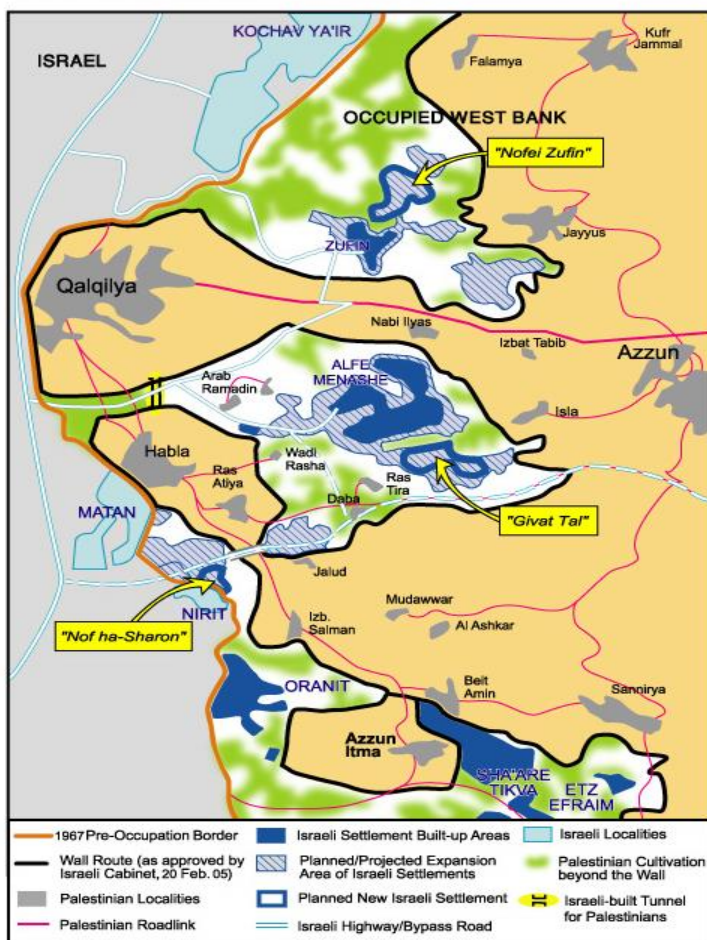 KOCHAV YA'IR
Kufr
Jammal
ISRAEL
Falamya
OCCUPIED WEST BANK
"Nofei Zufin"
ZUFIN
Jayyus
Qalqilya
Nabi Ilyas
Izbat Tabib
Azzun
ALFE
MENASHE
Arab
Ramadin
Isla
Habla
Wadi
Rasha
Ras
Atiya
Ras
Tira
Daba
MATAN
"Givat Tal"
Jalud
NIRIT
"Nof ha-Sharon"
Mudawwar
Izb.
Salman
Al Ashkar
ORANIT
Beit
Amin
Sannirya
Azzun
Itma
SHA'ARE
TIKVA
ETZ
EFRAIM
1967 Pre-Occupation Border
Wall Route (as approved by
Israeli Cabinet, 20 Feb. 05)
Palestinian Localities
Palestinian Roadlink
Israeli Settlement Built-up Areas
Planned/Projected Expansion
Area of Israeli Settlements
Planned New Israeli Settlement
Israeli Highway/Bypass Road
Israeli Localities
Palestinian Cultivation
beyond the Wall
Israeli-built Tunnel
for Palestinians